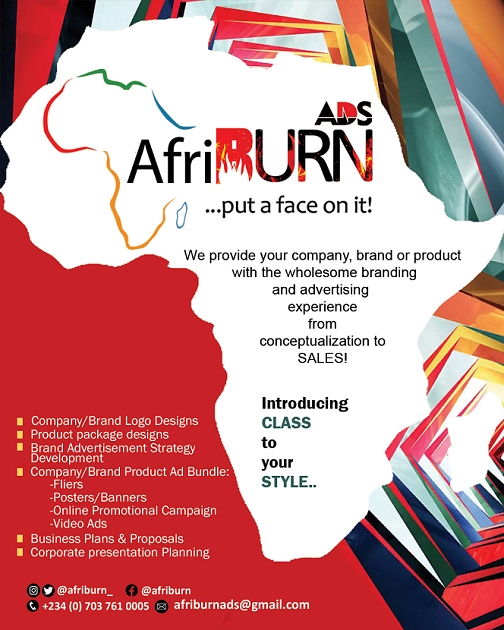 ADS
AfriBURN
...put a face on it!
We provide your company, brand or product
with the wholesome branding
and advertising
experience
from
conceptualization to
SALES!
Introducing
CLASS
to
your
STYLE..
Company/Brand Logo Designs
Product package designs
Brand Advertisement Strategy
Development
Company/Brand Product Ad Bundle:
-Fliers
-Posters/Banners
-Online Promotional Campaign
-Video Ads
Business Plans & Proposals
Corporate presentation Planning
@afriburn_ @afriburn
+234 (0) 703 761 0005 afriburnads@gmail.com